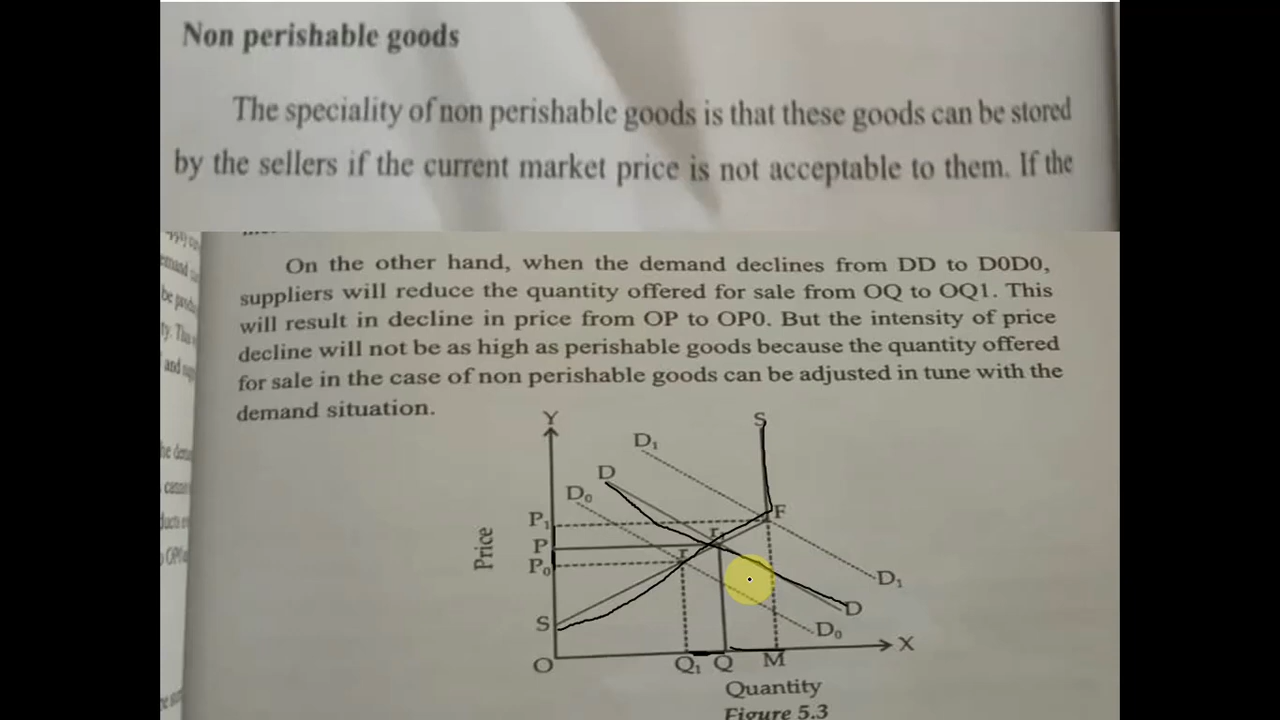 Non perishable goods
The speciality of non perishable goods is that these goods can be stored
by the sellers if the current market price is not acceptable to them. If the
On the other hand, when the demand declines from DD to D0D0,
suppliers will reduce the quantity offered for sale from OQ to OQ1. This
will result in decline in price from OP to OP0. But the intensity of price
decline will not be as high as perishable goods because the quantity offered
for sale in the case of non perishable goods can be adjusted in tune with the
demand situation.
Y
S
D₁
D
D₀
P₁
F
P
P₀
Price
D₁
D
D₀
S
O
Q₁ Q M
X
Quantity
Figure 5.3